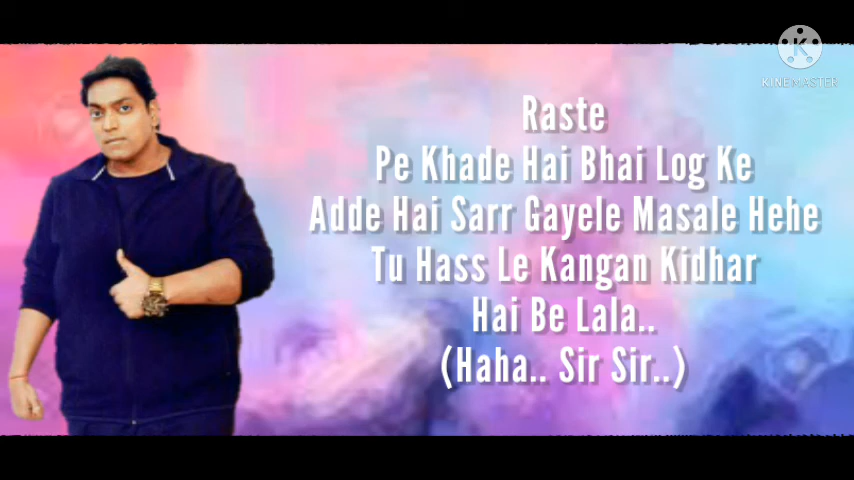 KINEMASTER
Raste
Pe Khade Hai Bhai Log Ke
Adde Hai Sarr Gayele Masale Hehe
Tu Hass Le Kangan Kidhar
Hai Be Lala..
(Haha.. Sir Sir..)